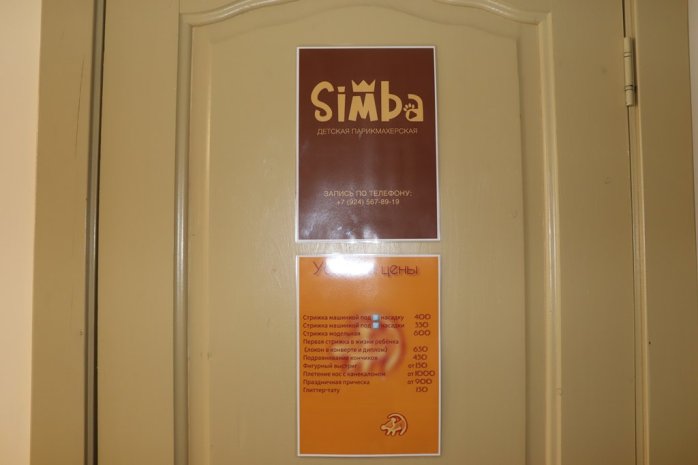 Simba
ДЕТСКАЯ ПАРИКМАХЕРСКАЯ
ЗАПИСЬ ПО ТЕЛЕФОНУ:
+7 (924) 567-89-19
цены
Стрижка машинкой под насадку 400
Стрижка машинкой под насадки 550
Стрижка модельная 600
Первая стрижка в жизни ребёнка
(локон в конверте и диплом) 650
Подравнивание кончиков 450
Фигурный выстриг от 150
Плетение кос с канекалоном от 1000
Праздничная прическа от 900
Глиттер-тату 150